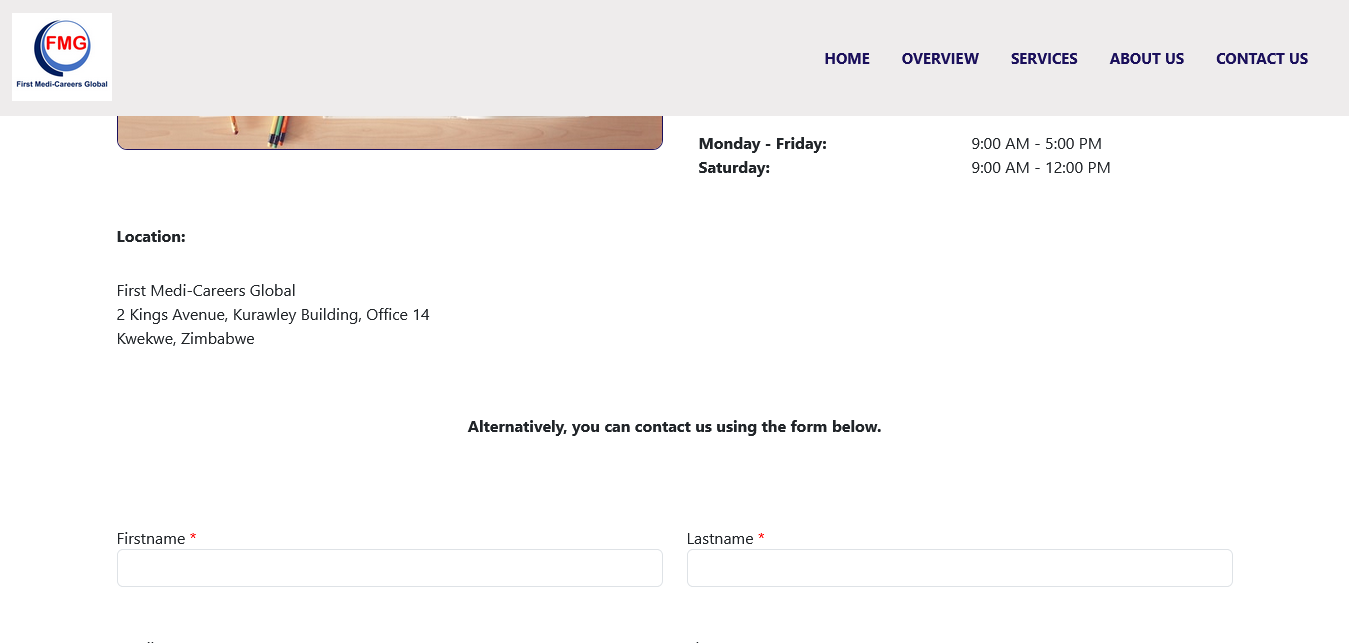 FMG
First Medi-Careers Global
HOME OVERVIEW SERVICES ABOUT US CONTACT US
Monday - Friday: 9:00 AM - 5:00 PM
Saturday: 9:00 AM - 12:00 PM
Location:
First Medi-Careers Global
2 Kings Avenue, Kurawley Building, Office 14
Kwekwe, Zimbabwe
Alternatively, you can contact us using the form below.
Firstname * Lastname *